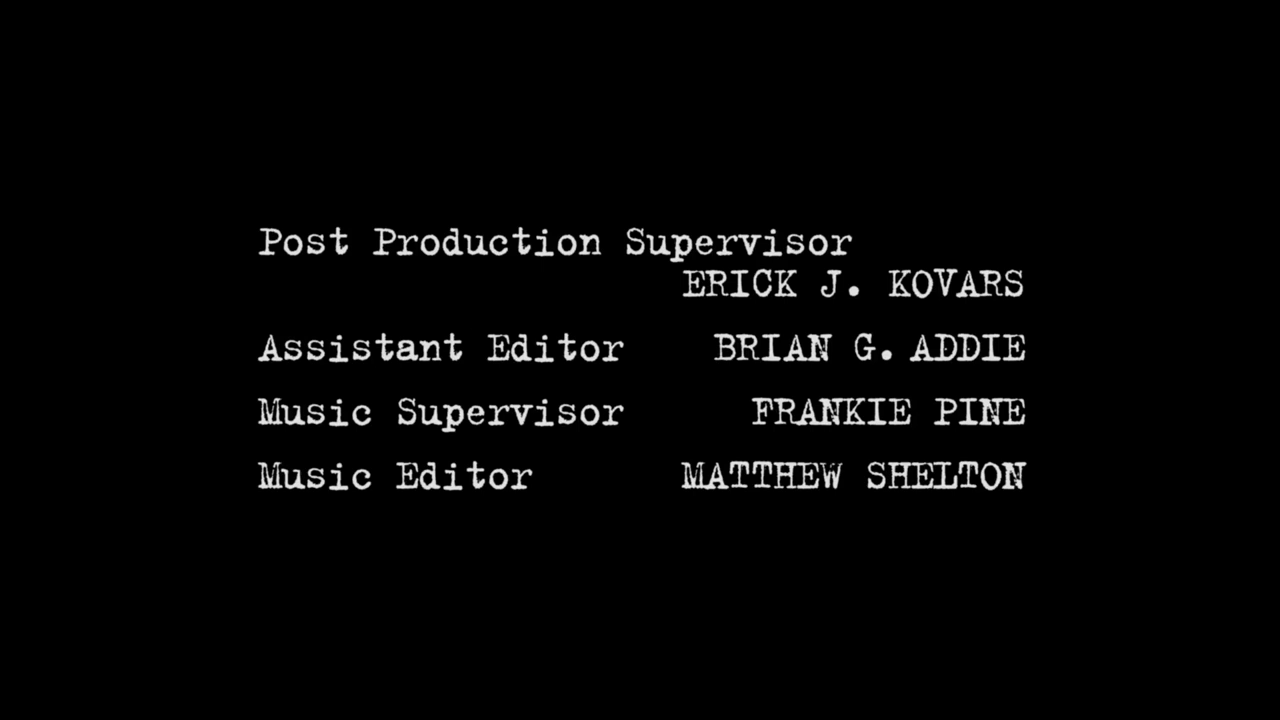 Post Production Supervisor
ERICK J. KOVARS
Assistant Editor BRIAN G. ADDIE
Music Supervisor FRANKIE PINE
Music Editor MATTHEW SHELTON